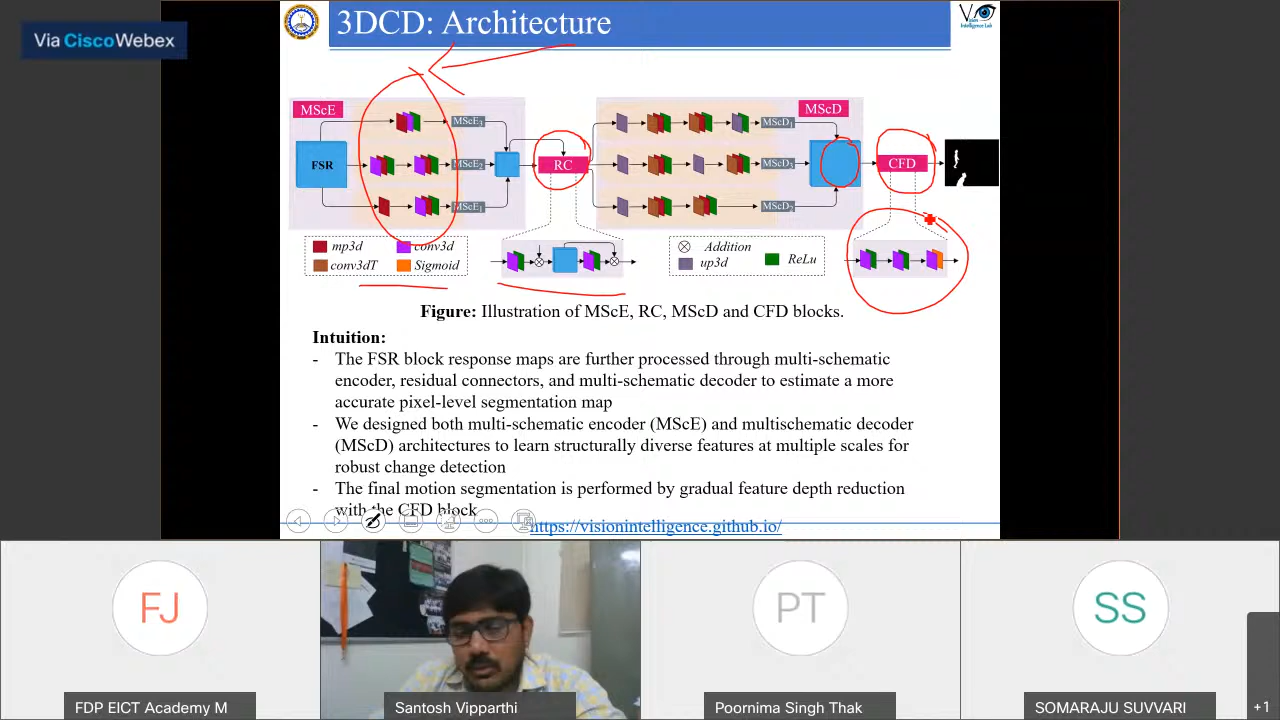 Via Cisco Webex
3DCD: Architecture
Vision
Intelligence Lab
MScE
MScD
MScE3
MScD1
FSR
MScE2
RC
MScD3
CFD
MScE1
MScD2
mp3d
conv3d
conv3dT
Sigmoid
Addition
up3d
ReLu
Figure: Illustration of MScE, RC, MScD and CFD blocks.
Intuition:
- The FSR block response maps are further processed through multi-schematic
encoder, residual connectors, and multi-schematic decoder to estimate a more
accurate pixel-level segmentation map
- We designed both multi-schematic encoder (MScE) and multischematic decoder
(MScD) architectures to learn structurally diverse features at multiple scales for
robust change detection
- The final motion segmentation is performed by gradual feature depth reduction
with the CFD block
https://visionintelligence.github.io/
FJ
PT
SS
FDP EICT Academy M
Santosh Vipparthi
Poornima Singh Thak
SOMARAJU SUVVARI
+1